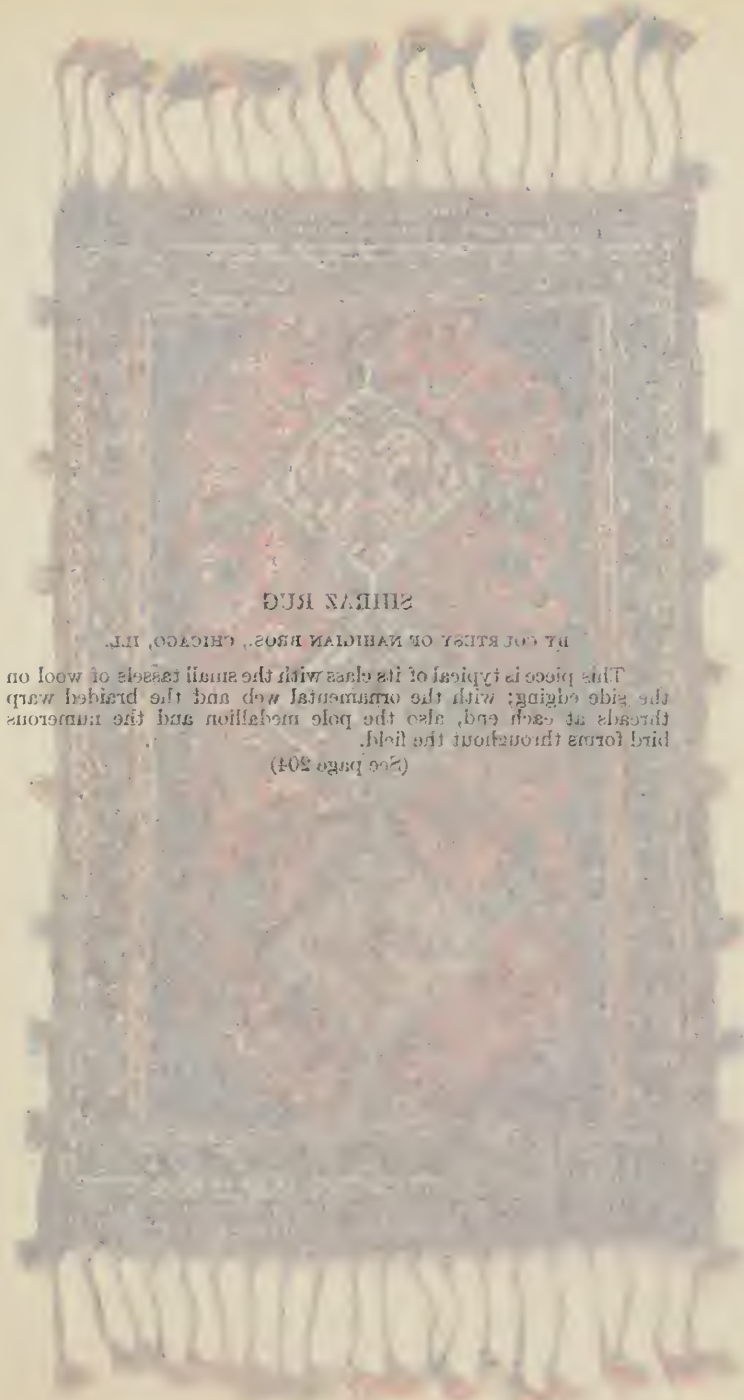 SHIRAZ RUG
BY COURTESY OF NAHIGIAN BROS., CHICAGO, ILL.
This piece is typical of its class with the small tassels of wool on
the side edging; with the ornamental web and the braided warp
threads at each end, also the pole medallion and the numerous
bird forms throughout the field.
(See page 204)